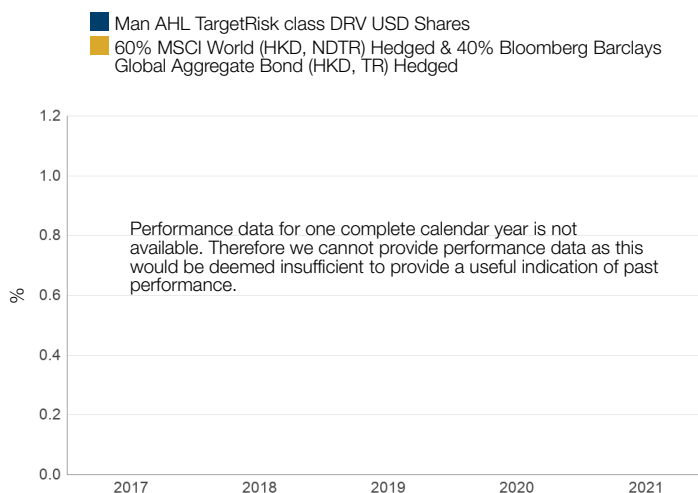 Man AHL TargetRisk class DRV USD Shares
60% MSCI World (HKD, NDTR) Hedged & 40% Bloomberg Barclays
Global Aggregate Bond (HKD, TR) Hedged
1.2
1.0
Performance data for one complete calendar year is not
0.8
available. Therefore we cannot provide performance data as this
would be deemed insufficient to provide a useful indication of past
performance.
%
0.6
0.4
0.2
0.0
2017 2018 2019 2020 2021